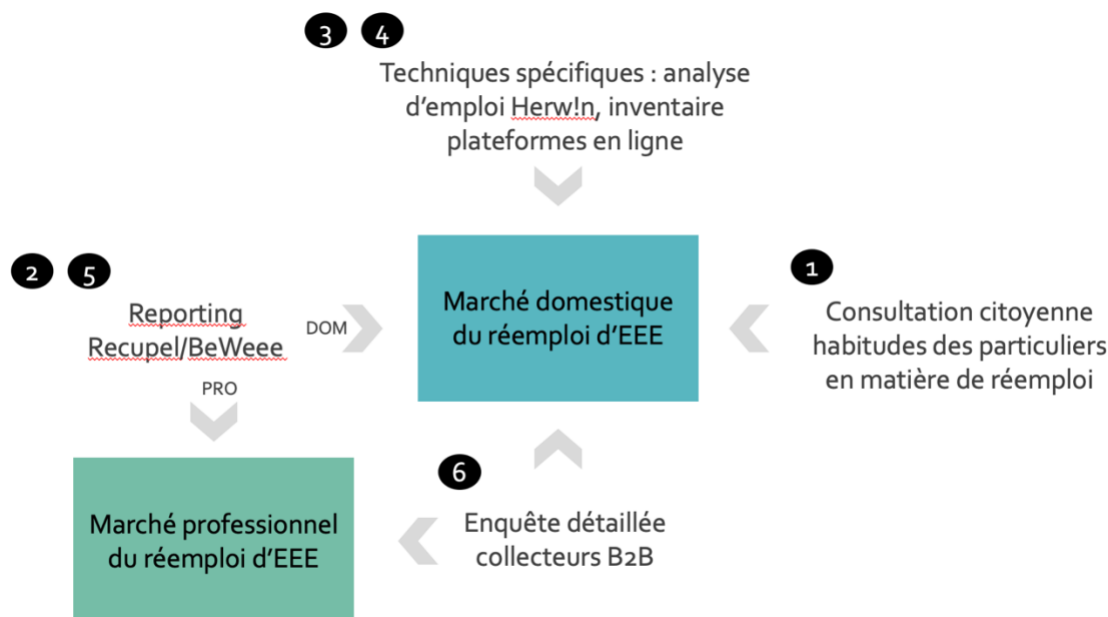 3 4
Techniques spécifiques : analyse
d’emploi Herw!n, inventaire
plateformes en ligne
2 5
Reporting
Recupel/BeWeee
DOM
PRO
Marché domestique
du réemploi d’EEE
1
Consultation citoyenne
habitudes des particuliers
en matière de réemploi
Marché professionnel
du réemploi d’EEE
6
Enquête détaillée
collecteurs B2B